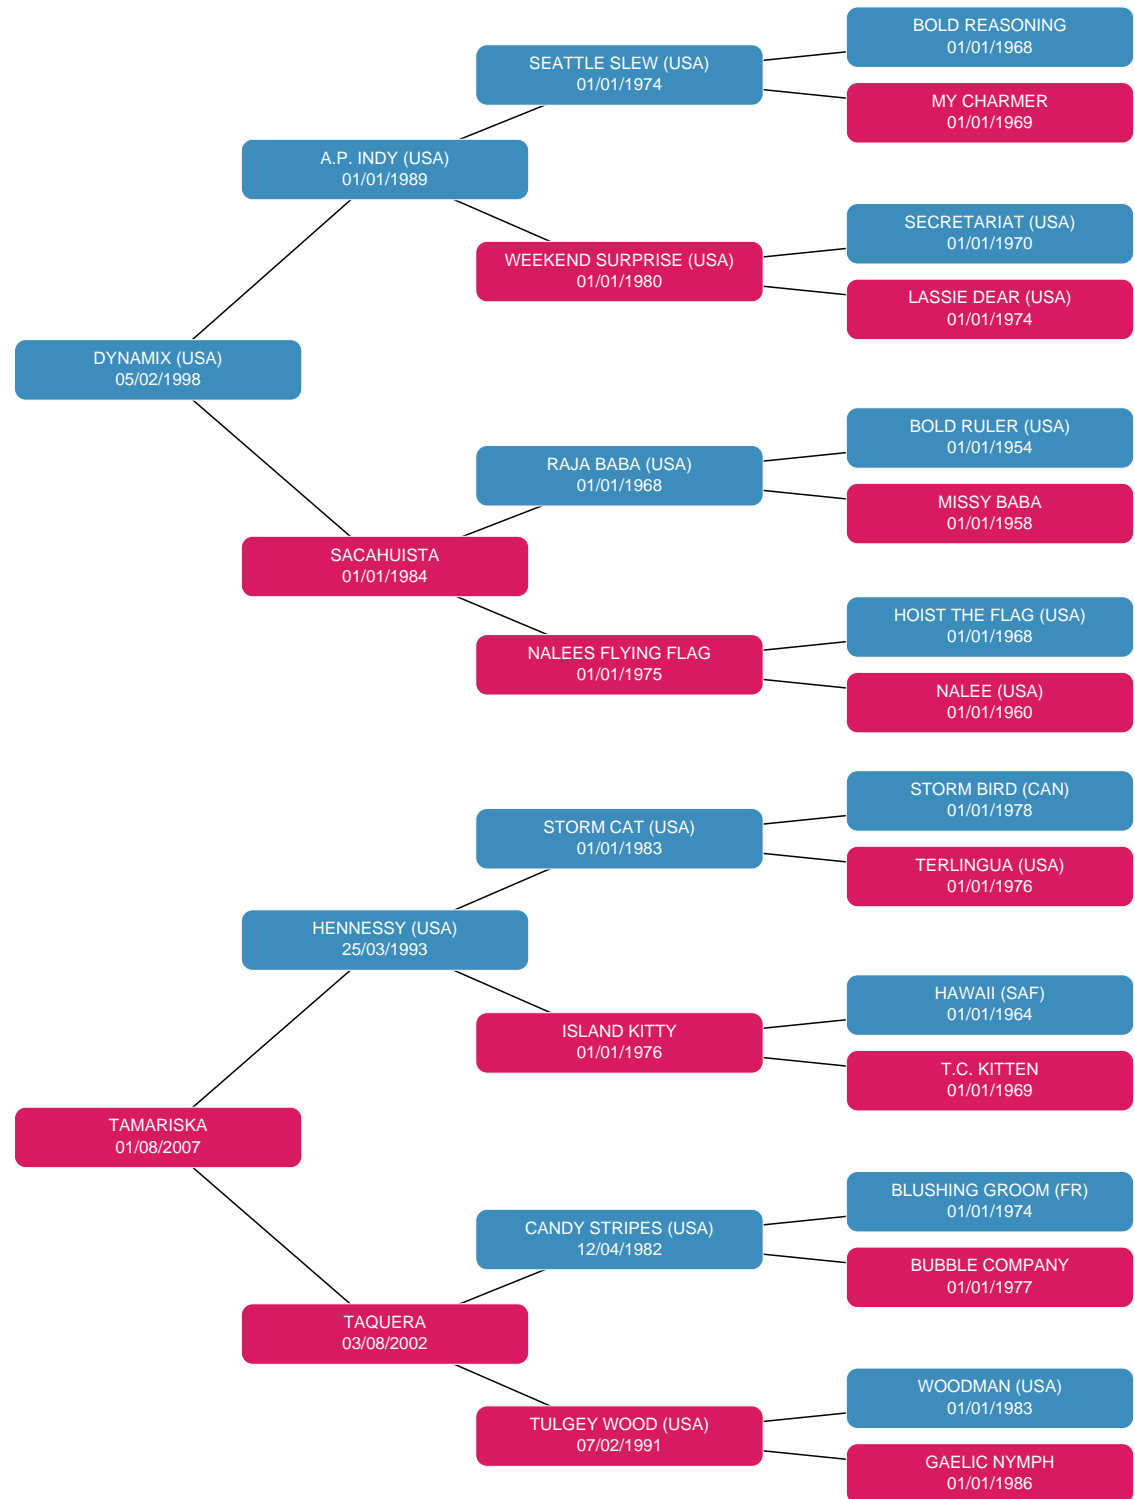 BOLD REASONING
01/01/1968
SEATTLE SLEW (USA)
01/01/1974
MY CHARMER
01/01/1969
A.P. INDY (USA)
01/01/1989
SECRETARIAT (USA)
01/01/1970
WEEKEND SURPRISE (USA)
01/01/1980
LASSIE DEAR (USA)
01/01/1974
DYNAMIX (USA)
05/02/1998
BOLD RULER (USA)
01/01/1954
RAJA BABA (USA)
01/01/1968
MISSY BABA
01/01/1958
SACAHUISTA
01/01/1984
HOIST THE FLAG (USA)
01/01/1968
NALEES FLYING FLAG
01/01/1975
NALEE (USA)
01/01/1960
STORM BIRD (CAN)
01/01/1978
STORM CAT (USA)
01/01/1983
TERLINGUA (USA)
01/01/1976
HENNESSY (USA)
25/03/1993
HAWAII (SAF)
01/01/1964
ISLAND KITTY
01/01/1976
T.C. KITTEN
01/01/1969
TAMARISKA
01/08/2007
BLUSHING GROOM (FR)
01/01/1974
CANDY STRIPES (USA)
12/04/1982
BUBBLE COMPANY
01/01/1977
TAQUERA
03/08/2002
WOODMAN (USA)
01/01/1983
TULGEY WOOD (USA)
07/02/1991
GAELIC NYMPH
01/01/1986